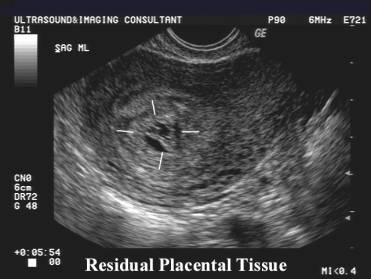 ULTRASOUND&IMAGING CONSULTANT P90 6MHz E721
B11
GE
SAG ML
CN0
6cm
DR72
G 48
+0:05:54
00
Residual Placental Tissue
MI<0.4